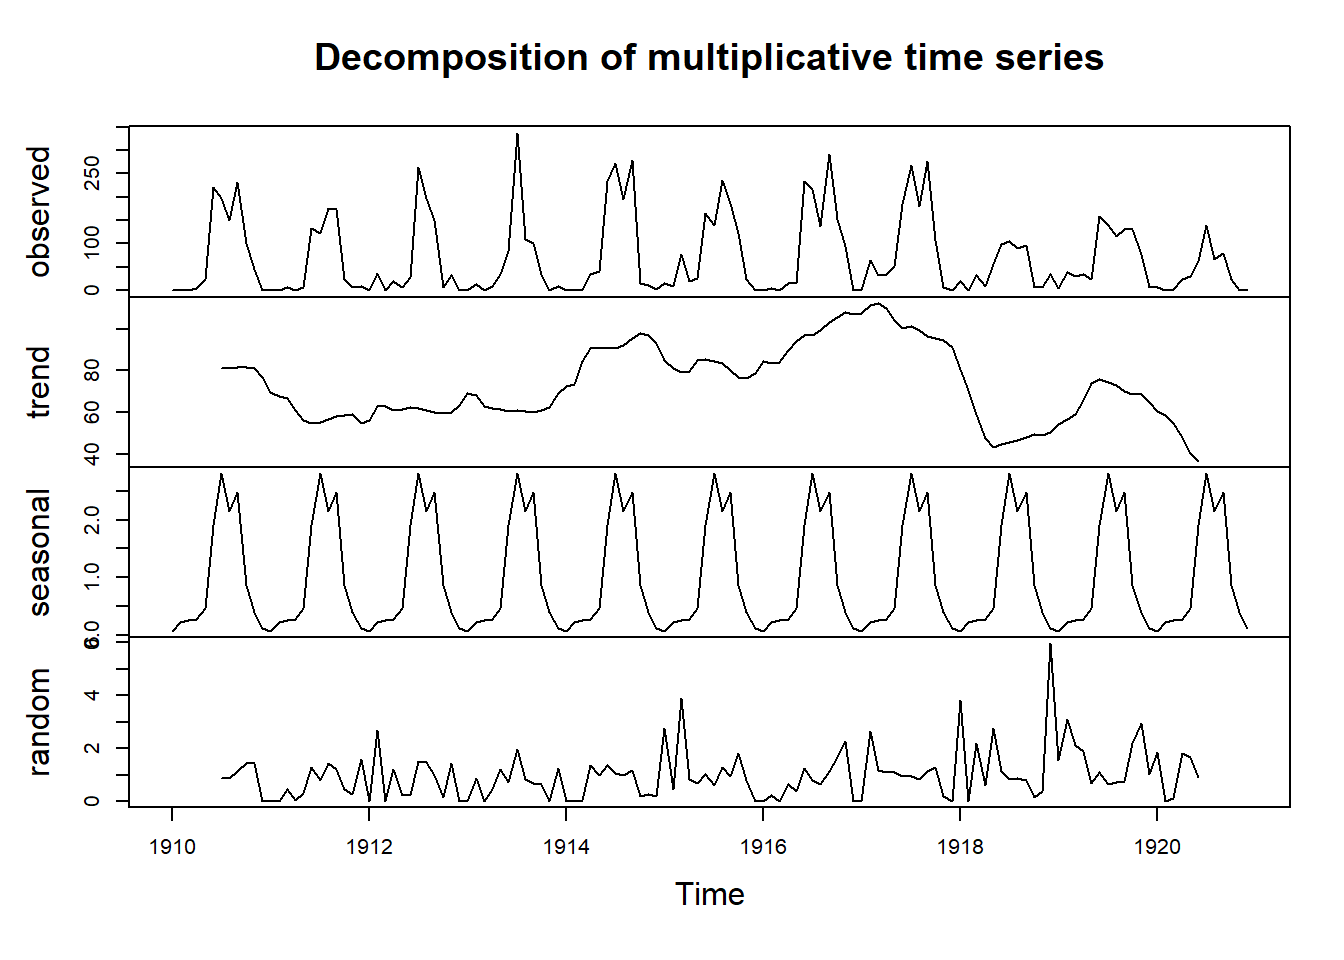 Decomposition of multiplicative time series
observed
0 100 250
trend
40 60 80
seasonal
0.0 1.0 2.0
random
0 2 4 6
1910 1912 1914 1916 1918 1920
Time